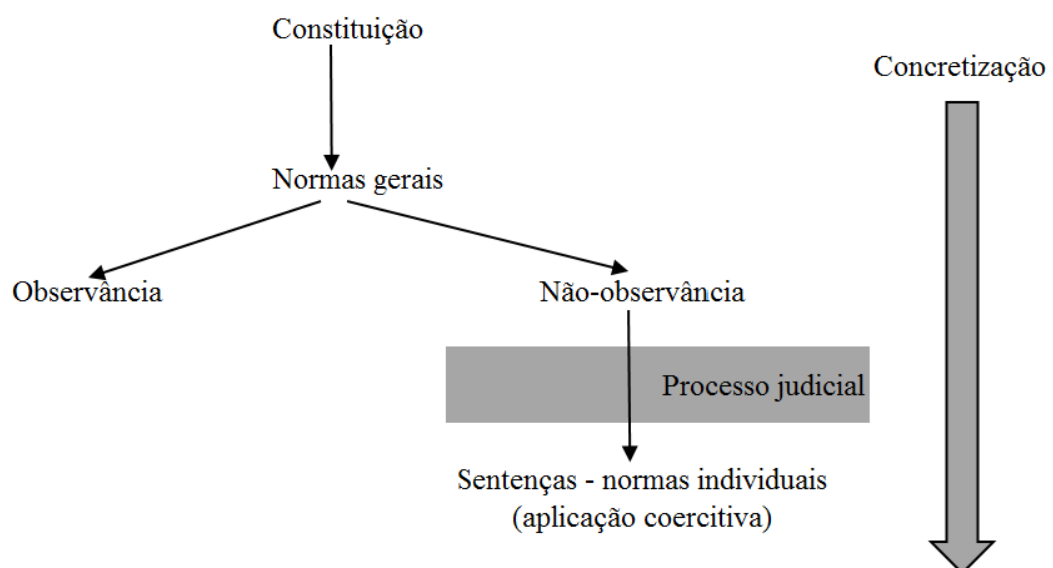 Constituição
Concretização
Normas gerais
Observância
Não-observância
Processo judicial
Sentenças - normas individuais
(aplicação coercitiva)